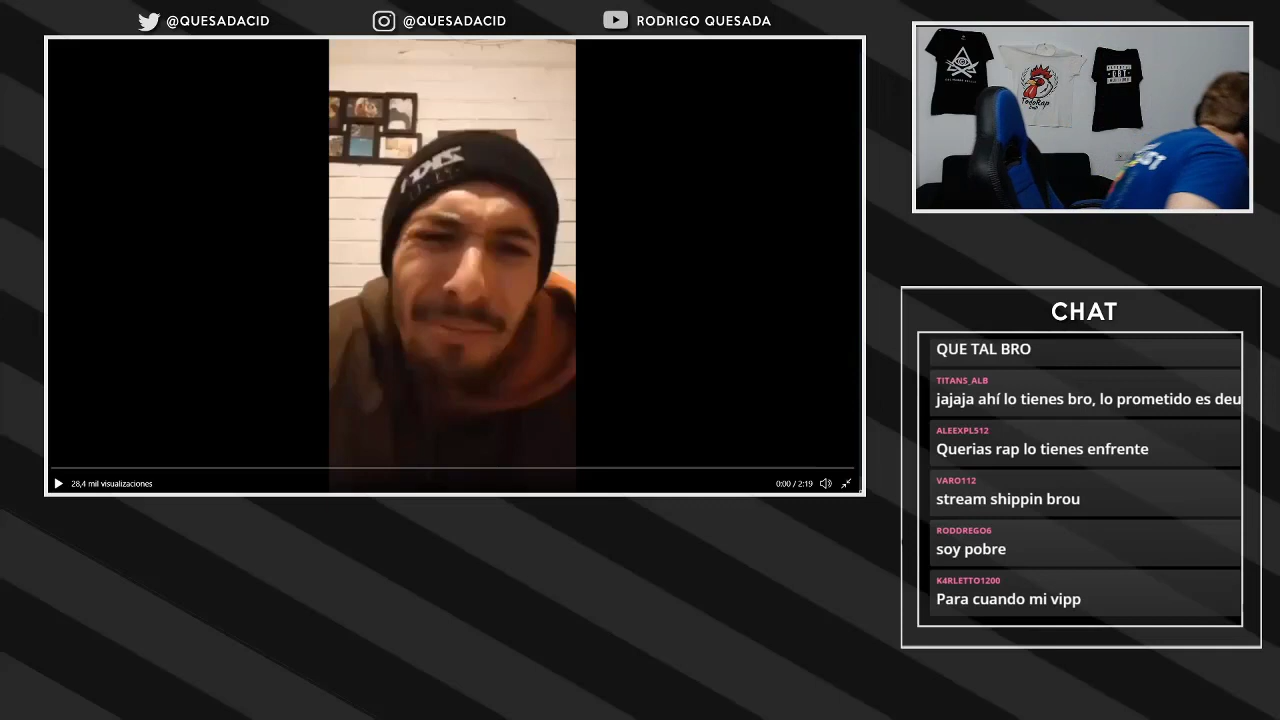 @QUESADACID
@QUESADACID
RODRIGO QUESADA
28,4 mil visualizaciones
0:00 / 2:19
TodoRap
CBT
CHAT
QUE TAL BRO
TITANS_ALB
jajaja ahí lo tienes bro, lo prometido es deu
ALEEXPL512
Querias rap lo tienes enfrente
VARO112
stream shippin brou
RODDREGO6
soy pobre
K4RLETTO1200
Para cuando mi vipp